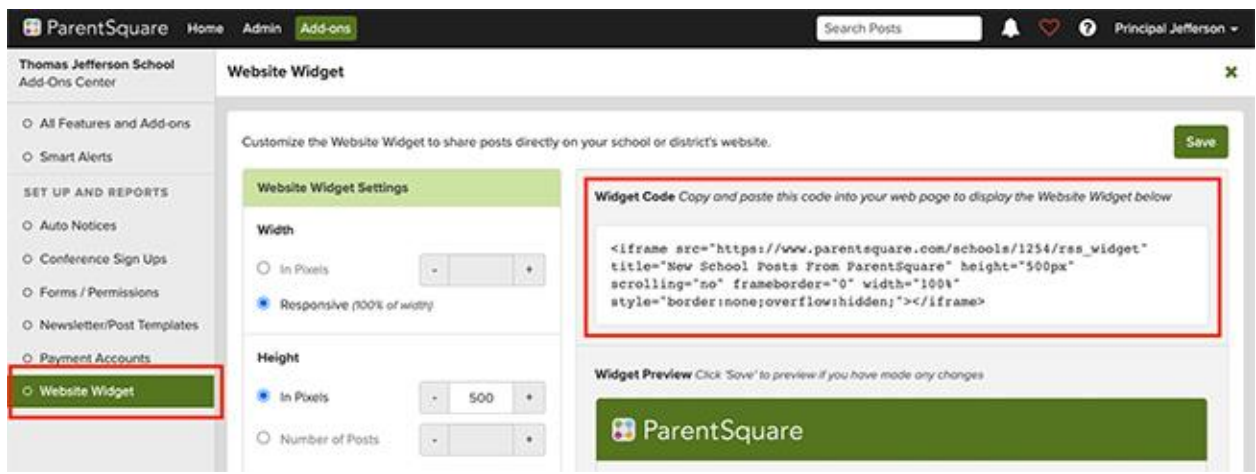 ParentSquare Home Admin Add-ons Search Posts Principal Jefferson
Thomas Jefferson School
Add-Ons Center
All Features and Add-ons
Smart Alerts
SET UP AND REPORTS
Auto Notices
Conference Sign Ups
Forms / Permissions
Newsletter/Post Templates
Payment Accounts
Website Widget
Website Widget
Customize the Website Widget to share posts directly on your school or district's website.
Save
Website Widget Settings
Width
In Pixels - +
Responsive (100% of width)
Height
In Pixels - 500 +
Number of Posts - +
Widget Code Copy and paste this code into your web page to display the Website Widget below
<iframe src="https://www.parentsquare.com/schools/1254/rss_widget"
title="New School Posts From ParentSquare" height="500px"
scrolling="no" frameborder="0" width="100%"
style="border:none;overflow:hidden;"></iframe>
Widget Preview Click 'Save' to preview if you have made any changes
ParentSquare